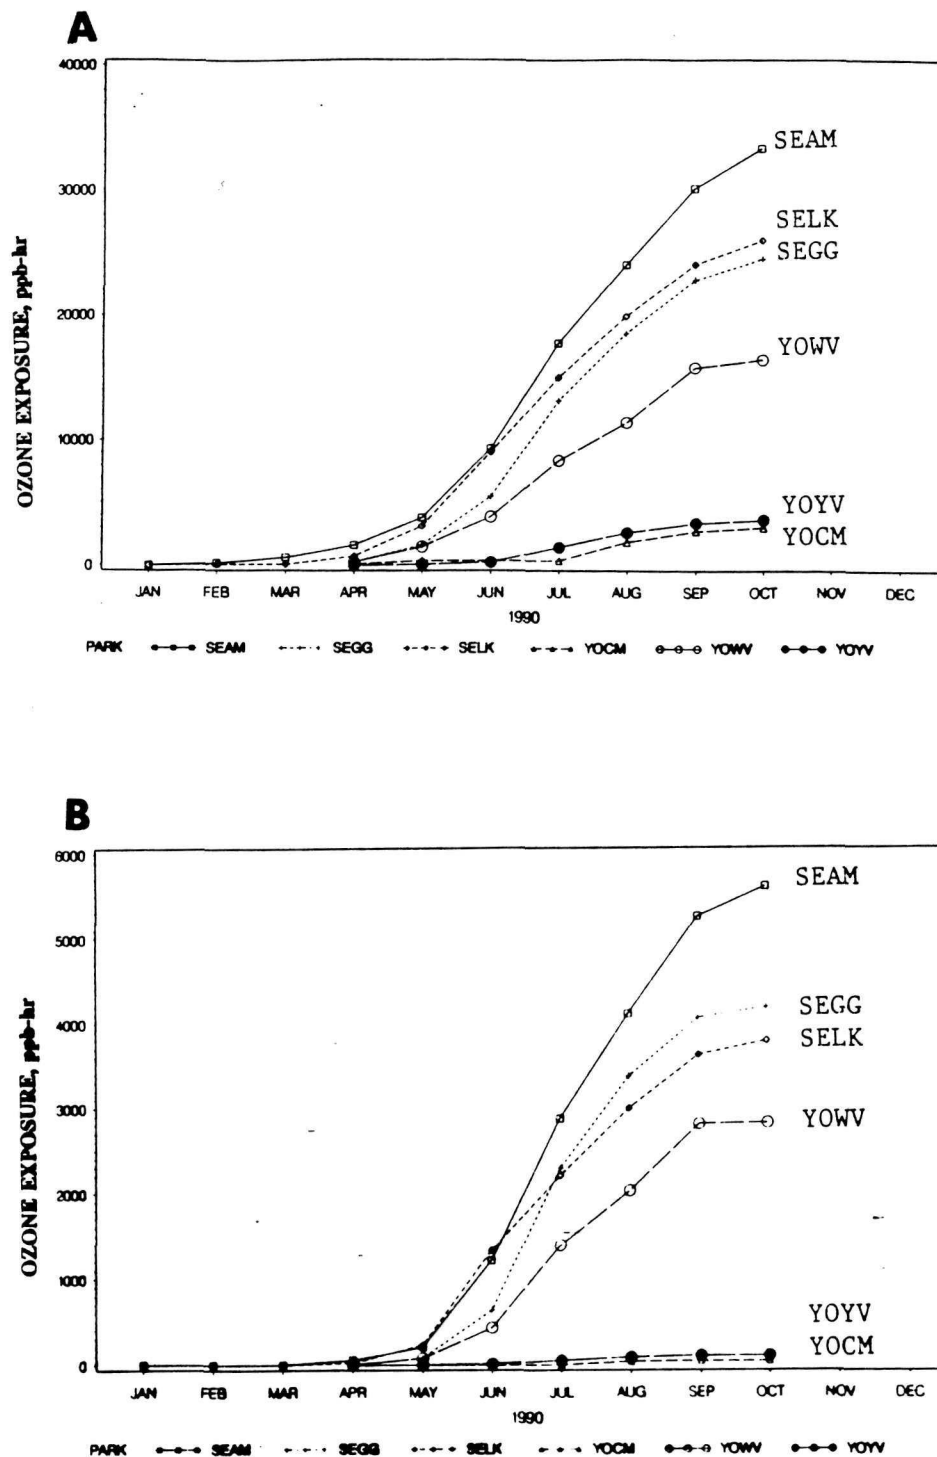 A
40000
SEAM
30000
SELK
SEGG
20000
YOWV
10000
YOYV
YOCM
0
OZONE EXPOSURE, ppb-hr
JAN FEB MAR APR MAY JUN JUL AUG SEP OCT NOV DEC
1990
PARK SEAM SEGG SELK YOCM YOWV YOYV
B
6000
SEAM
5000
SEGG
4000
SELK
YOWV
3000
2000
1000
YOYV
YOCM
0
OZONE EXPOSURE, ppb-hr
JAN FEB MAR APR MAY JUN JUL AUG SEP OCT NOV DEC
1990
PARK SEAM SEGG SELK YOCM YOWV YOYV